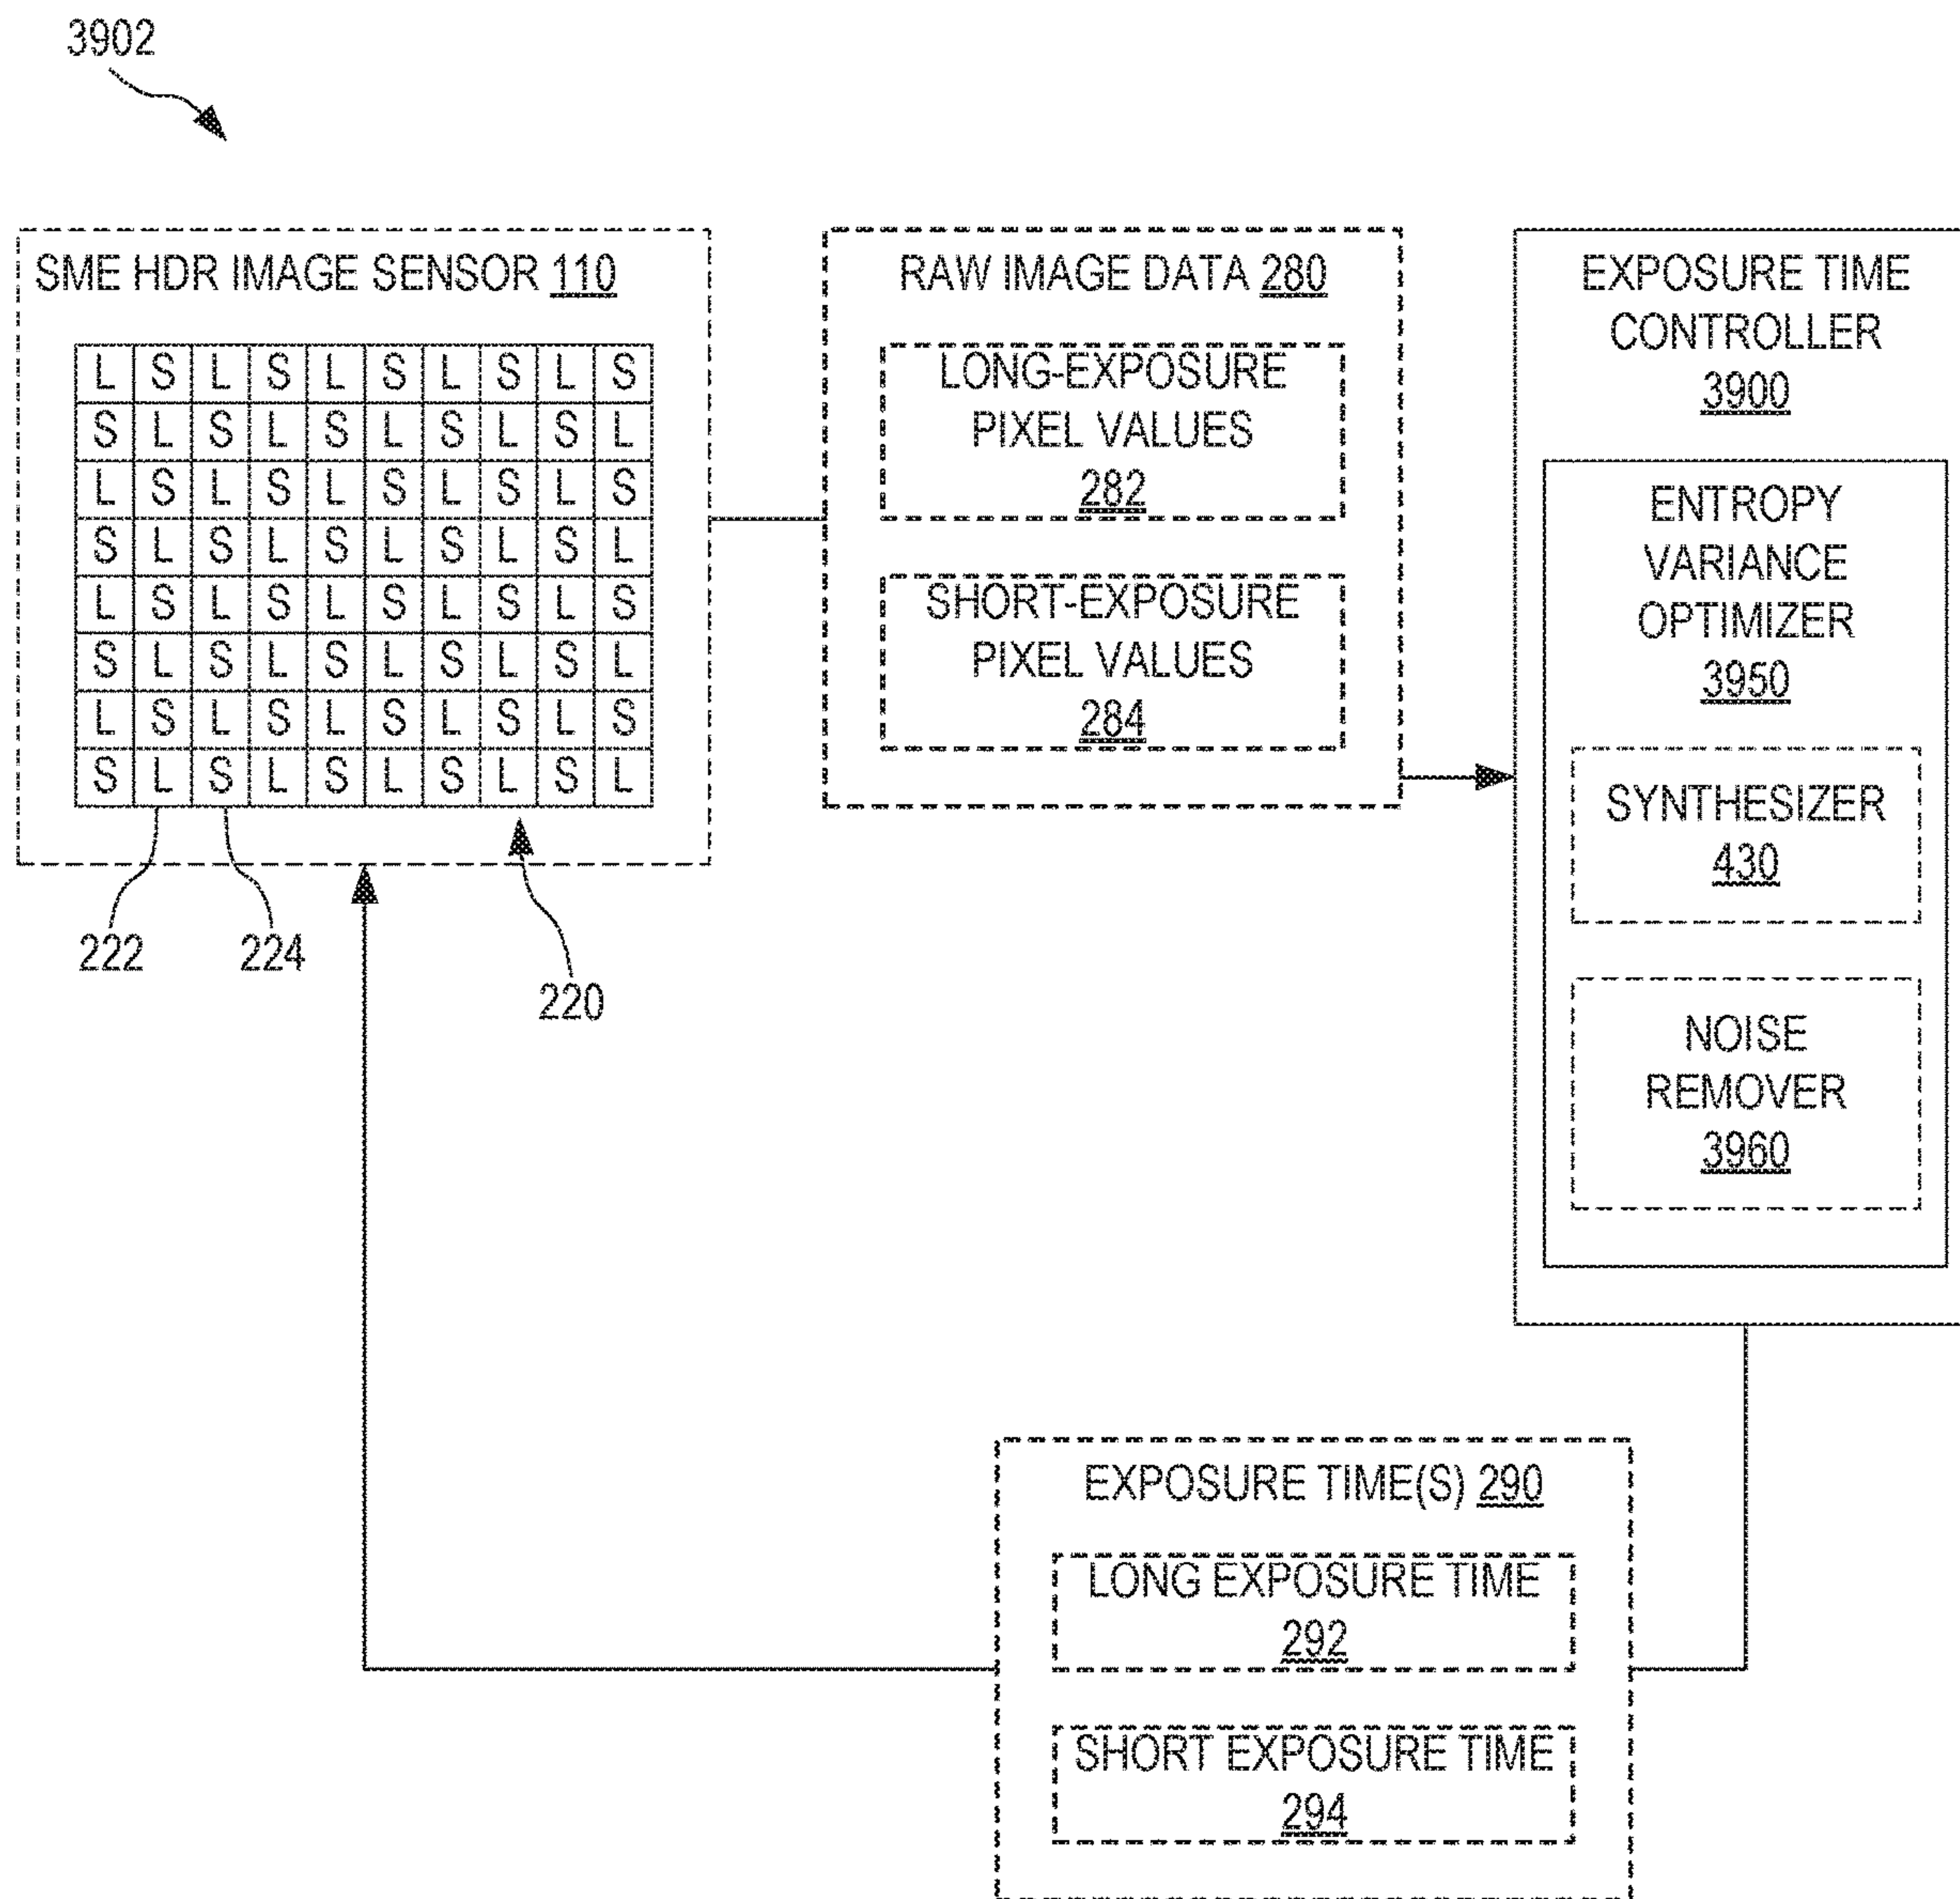 3902
SME HDR IMAGE SENSOR 110
L S L S L S L S L S
S L S L S L S L S L
L S L S L S L S L S
S L S L S L S L S L
L S L S L S L S L S
S L S L S L S L S L
L S L S L S L S L S
S L S L S L S L S L
222
224
220
RAW IMAGE DATA 280
LONG-EXPOSURE
PIXEL VALUES
282
SHORT-EXPOSURE
PIXEL VALUES
284
EXPOSURE TIME
CONTROLLER
3900
ENTROPY
VARIANCE
OPTIMIZER
3950
SYNTHESIZER
430
NOISE
REMOVER
3960
EXPOSURE TIME(S) 290
LONG EXPOSURE TIME
292
SHORT EXPOSURE TIME
294